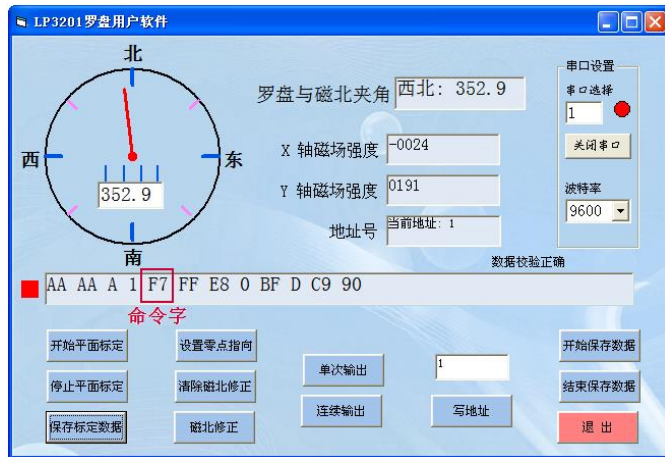 LP3201罗盘用户软件
北
西
东
南
352.9
罗盘与磁北夹角
西北: 352.9
X 轴磁场强度
-0024
Y 轴磁场强度
0191
地址号
当前地址: 1
串口设置
串口选择
1
关闭串口
波特率
9600
数据校验正确
AA AA A 1 F7 FF E8 0 BF D C9 90
命令字
开始平面标定
设置零点指向
单次输出
1
开始保存数据
停止平面标定
清除磁北修正
结束保存数据
保存标定数据
磁北修正
连续输出
写地址
退 出